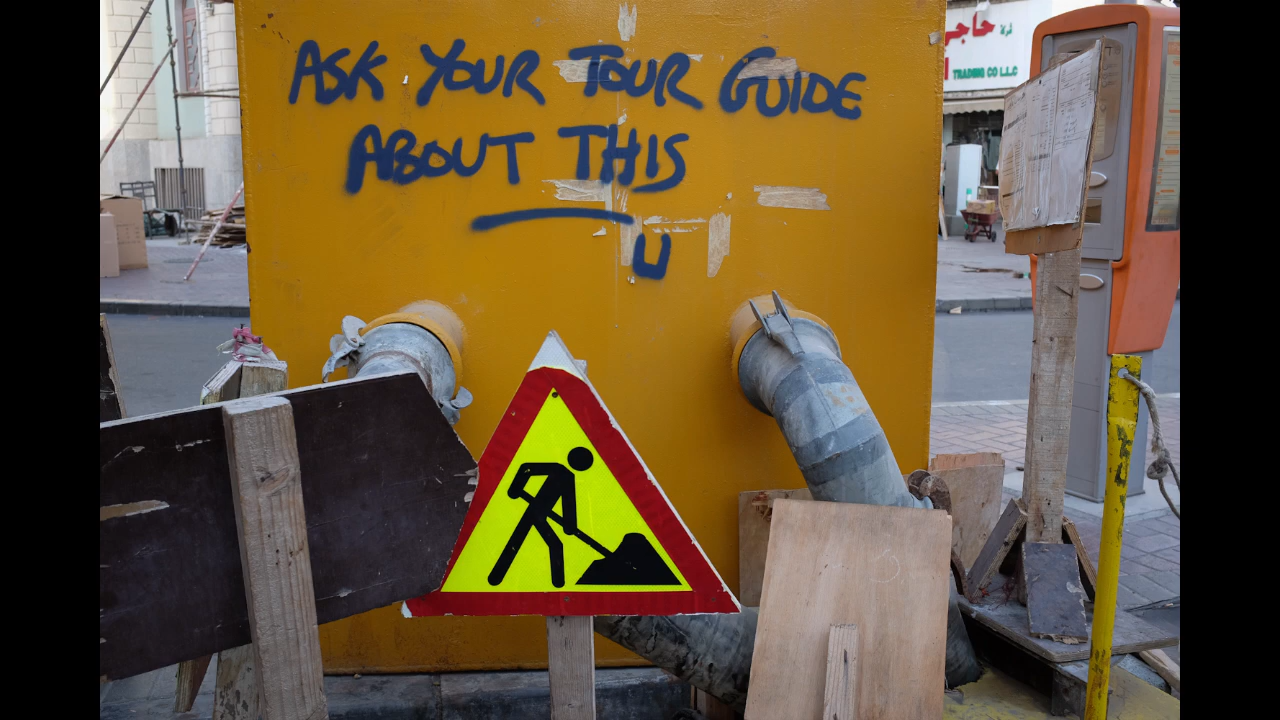 ASK YOUR TOUR GUIDE
ABOUT THIS
U
حاجي
TRADING CO L.L.C